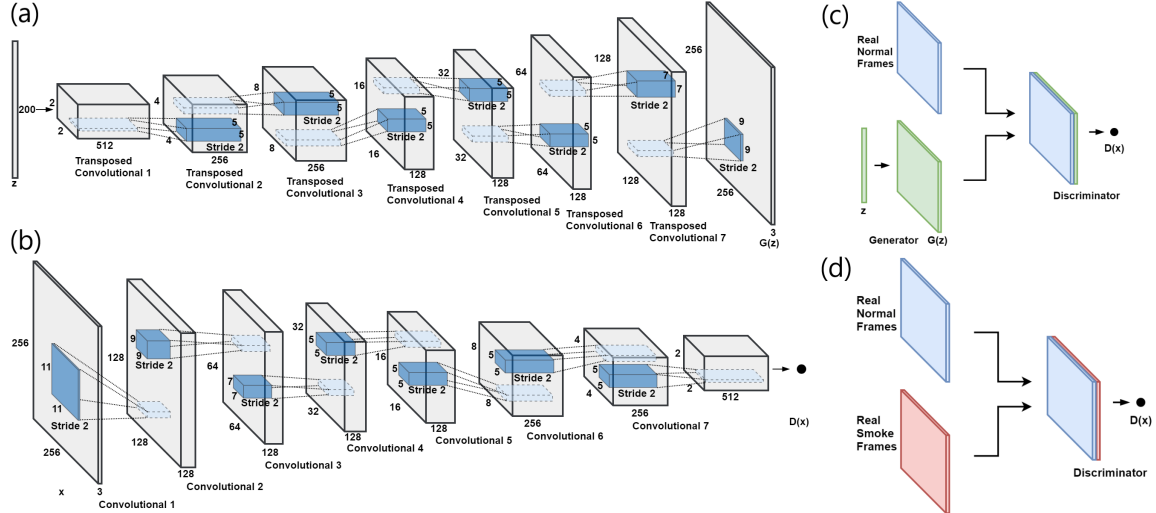 (a)
200
z
2
2
512
Transposed
Convolutional 1
4
4
5
5
Stride 2
256
Transposed
Convolutional 2
8
8
5
5
Stride 2
256
Transposed
Convolutional 3
16
16
5
5
Stride 2
128
Transposed
Convolutional 4
32
32
5
5
Stride 2
128
Transposed
Convolutional 5
64
64
5
5
Stride 2
128
Transposed
Convolutional 6
128
128
7
7
Stride 2
128
Transposed
Convolutional 7
256
256
9
9
Stride 2
3
G(z)
(b)
256
11
11
Stride 2
256
x
3
Convolutional 1
128
9
9
Stride 2
128
128
Convolutional 2
64
7
7
Stride 2
64
128
Convolutional 3
32
5
5
Stride 2
32
128
Convolutional 4
16
5
5
Stride 2
16
128
Convolutional 5
8
5
5
Stride 2
8
256
Convolutional 6
4
5
5
Stride 2
4
256
Convolutional 7
2
2
512
D(x)
(c)
Real
Normal
Frames
z
Generator
G(z)
D(x)
Discriminator
(d)
Real
Normal
Frames
Real
Smoke
Frames
D(x)
Discriminator